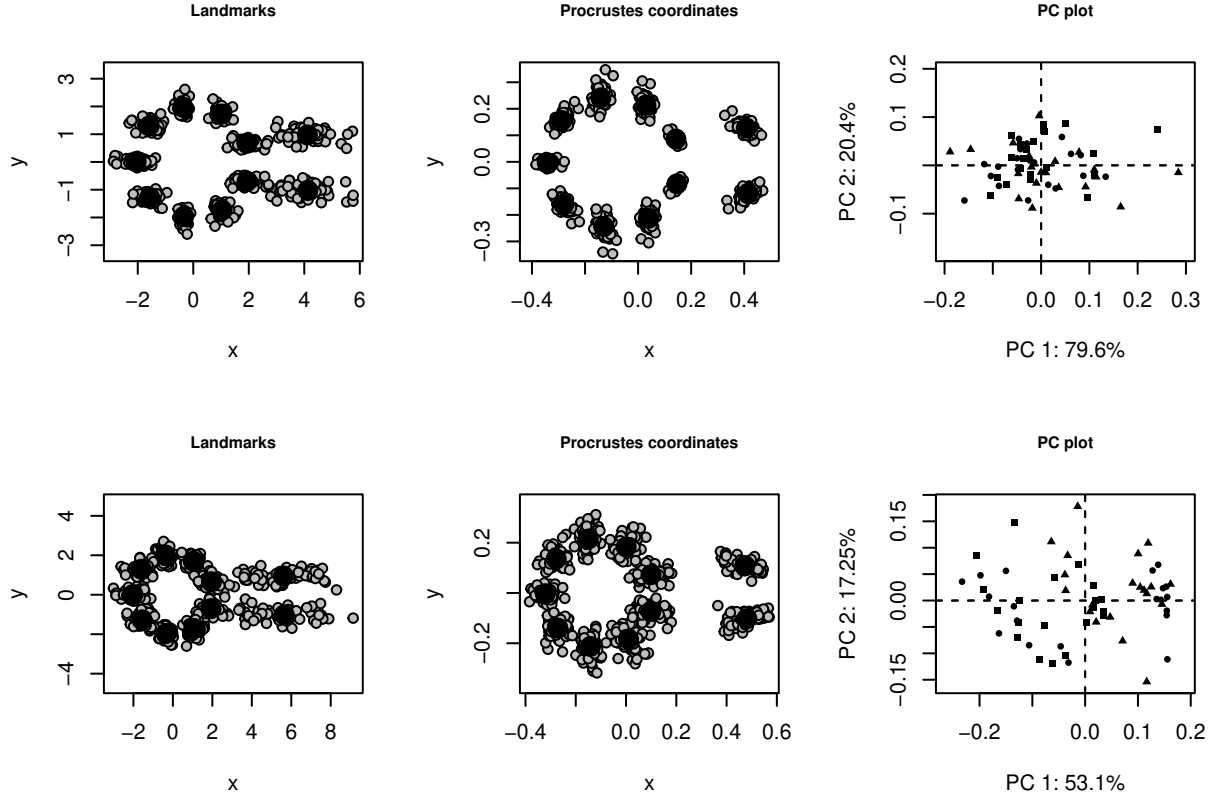 Landmarks
3
1
−1
−3
y
−2 0 2 4 6
x
Procrustes coordinates
0.2
0.0
−0.3
y
−0.4 0.0 0.2 0.4
x
PC plot
0.2
0.1
−0.1
PC 2: 20.4%
−0.2 0.0 0.1 0.2 0.3
PC 1: 79.6%
Landmarks
4
2
0
−4
y
−2 0 2 4 6 8
x
Procrustes coordinates
0.2
−0.2
y
−0.4 0.0 0.2 0.4 0.6
x
PC plot
0.15
0.00
−0.15
PC 2: 17.25%
−0.2 0.0 0.1 0.2
PC 1: 53.1%